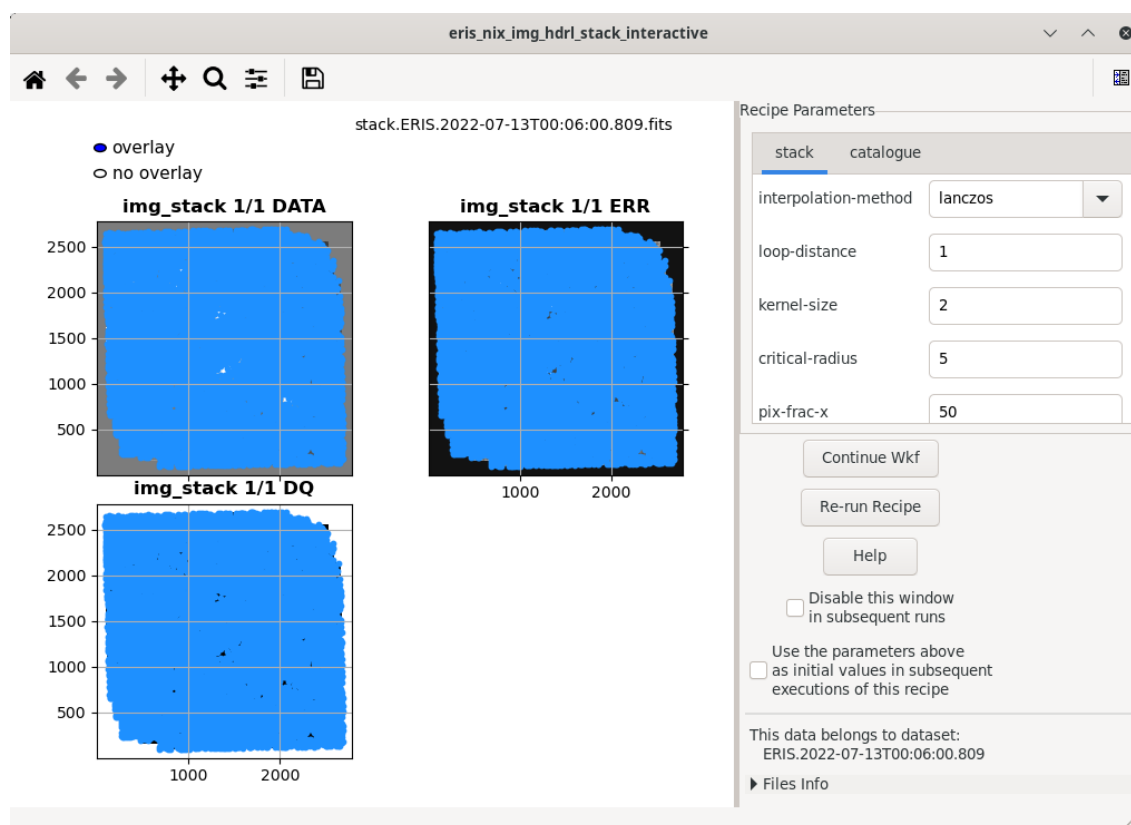 eris_nix_img_hdrl_stack_interactive
stack.ERIS.2022-07-13T00:06:00.809.fits
overlay
no overlay
img_stack 1/1 DATA
2500
2000
1500
1000
500
img_stack 1/1 ERR
1000 2000
img_stack 1/1 DQ
2500
2000
1500
1000
500
1000 2000
Recipe Parameters
stack catalogue
interpolation-method lanczos
loop-distance 1
kernel-size 2
critical-radius 5
pix-frac-x 50
Continue Wkf
Re-run Recipe
Help
Disable this window
in subsequent runs
Use the parameters above
as initial values in subsequent
executions of this recipe
This data belongs to dataset:
ERIS.2022-07-13T00:06:00.809
Files Info